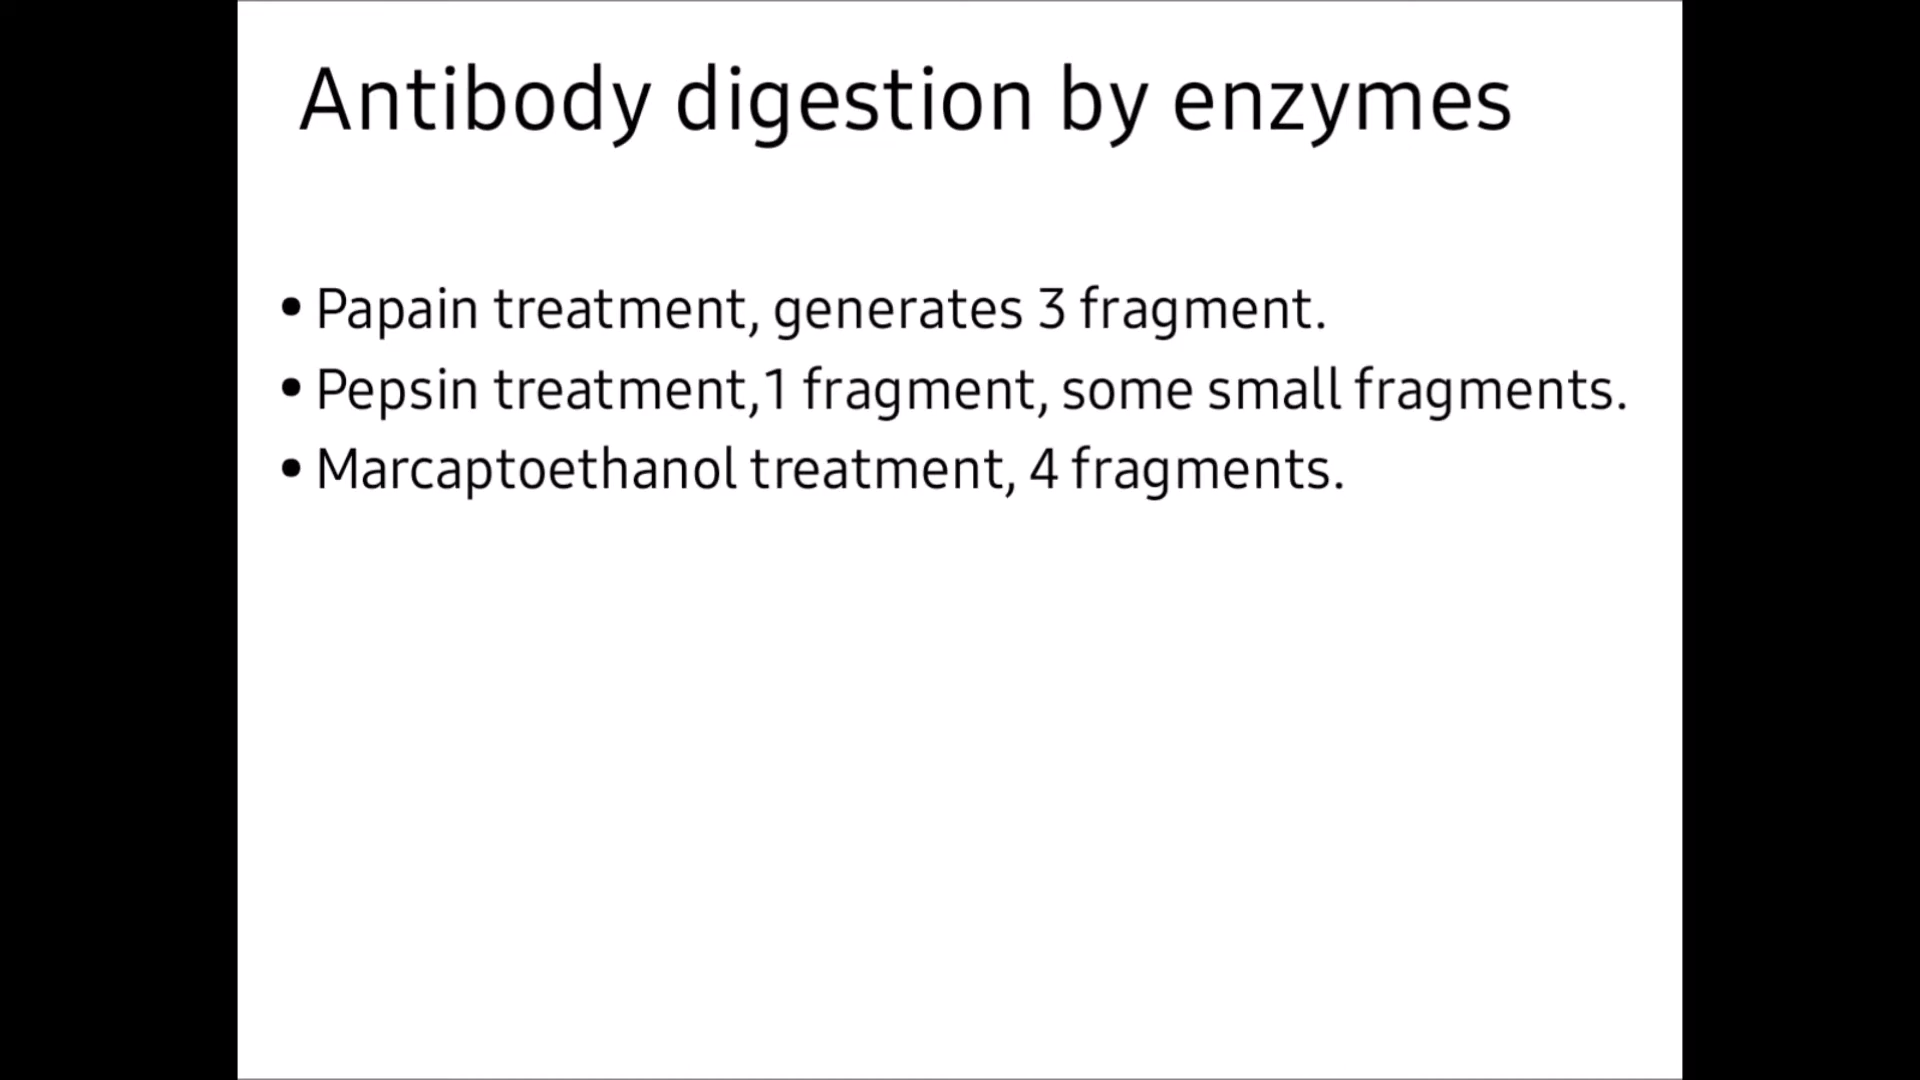 Antibody digestion by enzymes
• Papain treatment, generates 3 fragment.
• Pepsin treatment,1 fragment, some small fragments.
• Marcaptoethanol treatment, 4 fragments.